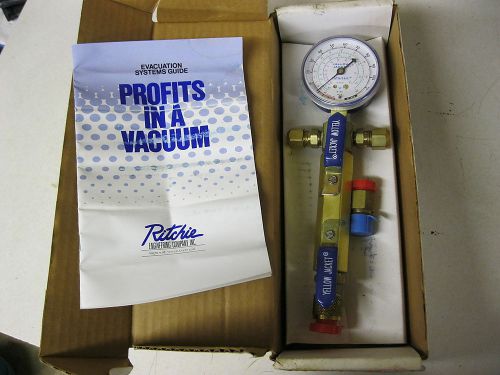 EVACUATION
SYSTEMS GUIDE
PROFITS
IN A
VACUUM
Ritchie
ENGINEERING COMPANY, INC.
YELLOW JACKET®
YELLOW JACKET®